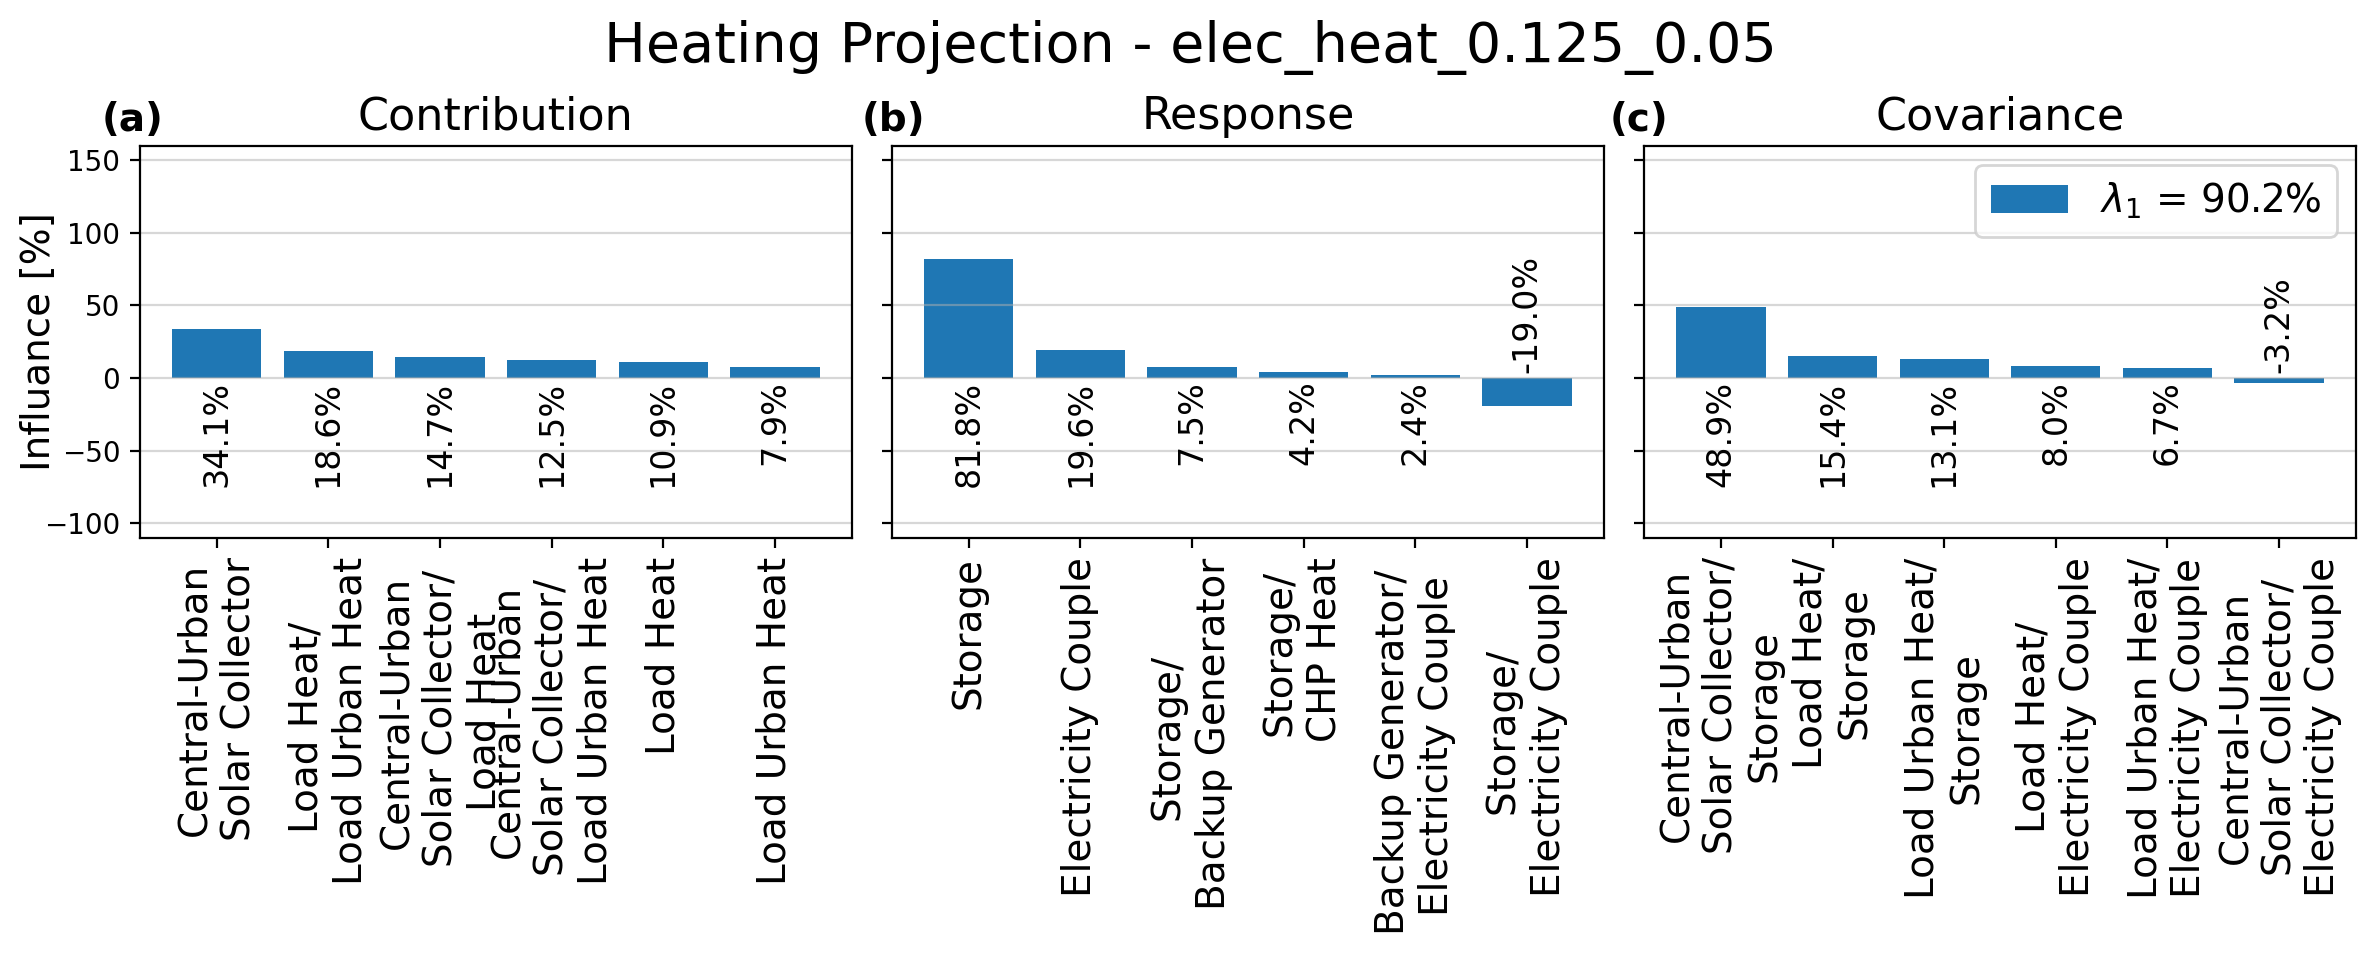 Heating Projection - elec_heat_0.125_0.05
(a)
Contribution
Influance [%]
150
100
50
0
−50
−100
34.1%
18.6%
14.7%
12.5%
10.9%
7.9%
Central-Urban
Solar Collector
Load Heat/
Load Urban Heat
Central-Urban
Solar Collector/
Load Heat
Central-Urban
Solar Collector/
Load Urban Heat
Load Heat
Load Urban Heat
(b)
Response
81.8%
19.6%
7.5%
4.2%
2.4%
-19.0%
Storage
Electricity Couple
Storage/
Backup Generator
Storage/
CHP Heat
Backup Generator/
Electricity Couple
Storage/
Electricity Couple
(c)
Covariance
λ1 = 90.2%
48.9%
15.4%
13.1%
8.0%
6.7%
-3.2%
Central-Urban
Solar Collector/
Storage
Load Heat/
Storage
Load Urban Heat/
Storage
Load Heat/
Electricity Couple
Load Urban Heat/
Electricity Couple
Central-Urban
Solar Collector/
Electricity Couple